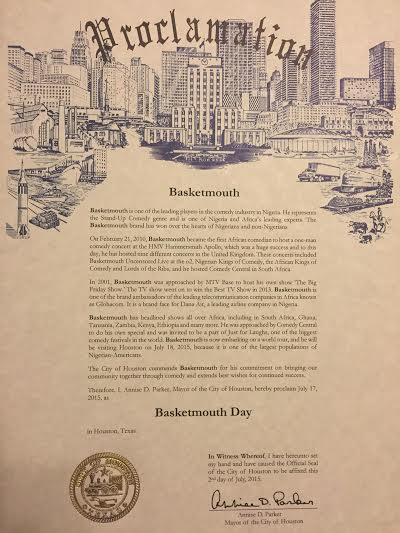 Proclamation
CITY OF HOUSTON
Basketmouth
Basketmouth is one of the leading players in the comedy industry in Nigeria. He represents
the Stand-Up Comedy genre and is one of Nigeria and Africa's leading experts. The
Basketmouth brand has won over the hearts of Nigerians and non-Nigerians
On February 21, 2010, Basketmouth became the first African comedian to host a one-man
comedy concert at the HMV Hammersmith Apollo, which was a huge success and to this
day, he has hosted nine different concerts in the United Kingdom. These concerts included
Basketmouth Uncensored Live at the 02, Nigerian Kings of Comedy, the African Kings of
Comedy and Lords of the Ribs, and he hosted Comedy Central in South Africa.
In 2001, Basketmouth was approached by MTV Base to host his own show "The Big
Friday Show." The TV show went on to win the Best TV Show in 2013. Basketmouth is
one of the brand ambassadors of the leading telecommunication companies in Africa known
as Globacom. It is a brand face for Dana Air, a leading airline company in Nigeria.
Basketmouth has headlined shows all over Africa, including in South Africa, Ghana,
Tanzania, Zambia, Kenya, Ethiopia and many more. He was approached by Comedy Central
to do his own special and was invited to be a part of Just for Laughs, one of the biggest
comedy festivals in the world. Basketmouth is now embarking on a world tour, and he will
be visiting Houston on July 18, 2015, because it is one of the largest populations of
Nigerian-Americans.
The City of Houston commends Basketmouth for his commitment on bringing our
community together through comedy and extends best wishes for continued success.
Therefore, I, Annise D. Parker, Mayor of the City of Houston, hereby proclaim July 17,
2015, as
Basketmouth Day
in Houston, Texas.
In Witness Whereof, I have hereunto set
my hand and have caused the Official Seal
of the City of Houston to be affixed this
2nd day of July, 2015.
Annise D. Parker
Annise D. Parker
Mayor of the City of Houston